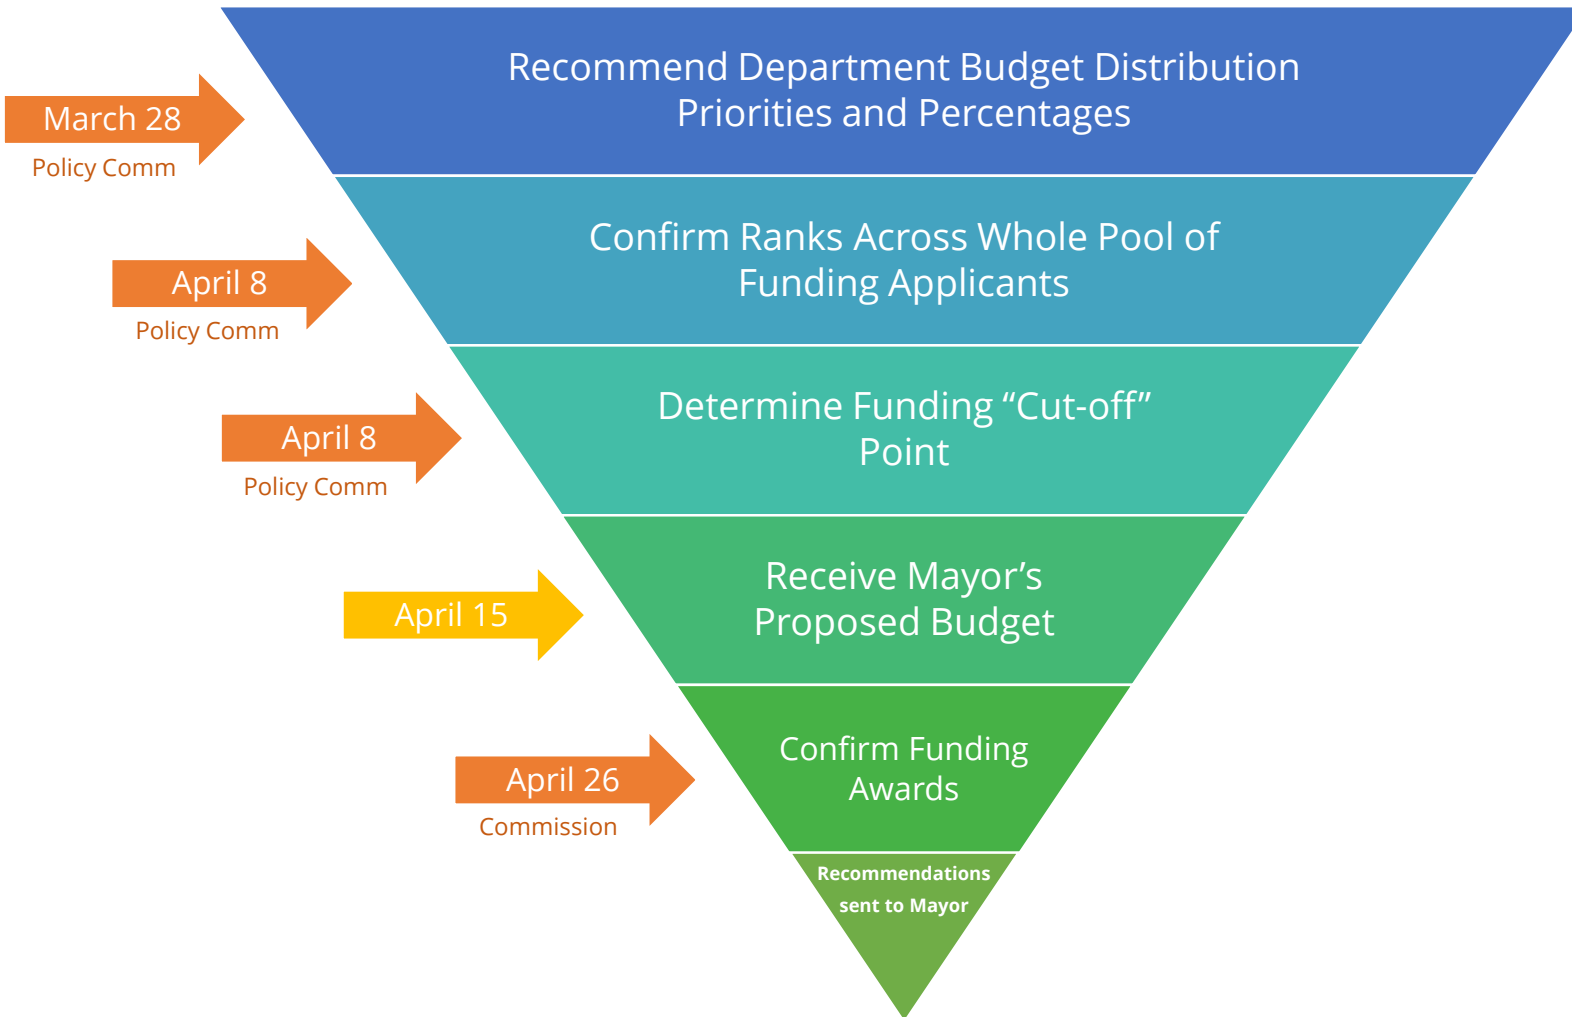 Recommend Department Budget Distribution
Priorities and Percentages
March 28
Policy Comm
Confirm Ranks Across Whole Pool of
Funding Applicants
April 8
Policy Comm
Determine Funding “Cut-off”
Point
April 8
Policy Comm
Receive Mayor’s
Proposed Budget
April 15
Confirm Funding
Awards
April 26
Commission
Recommendations
sent to Mayor